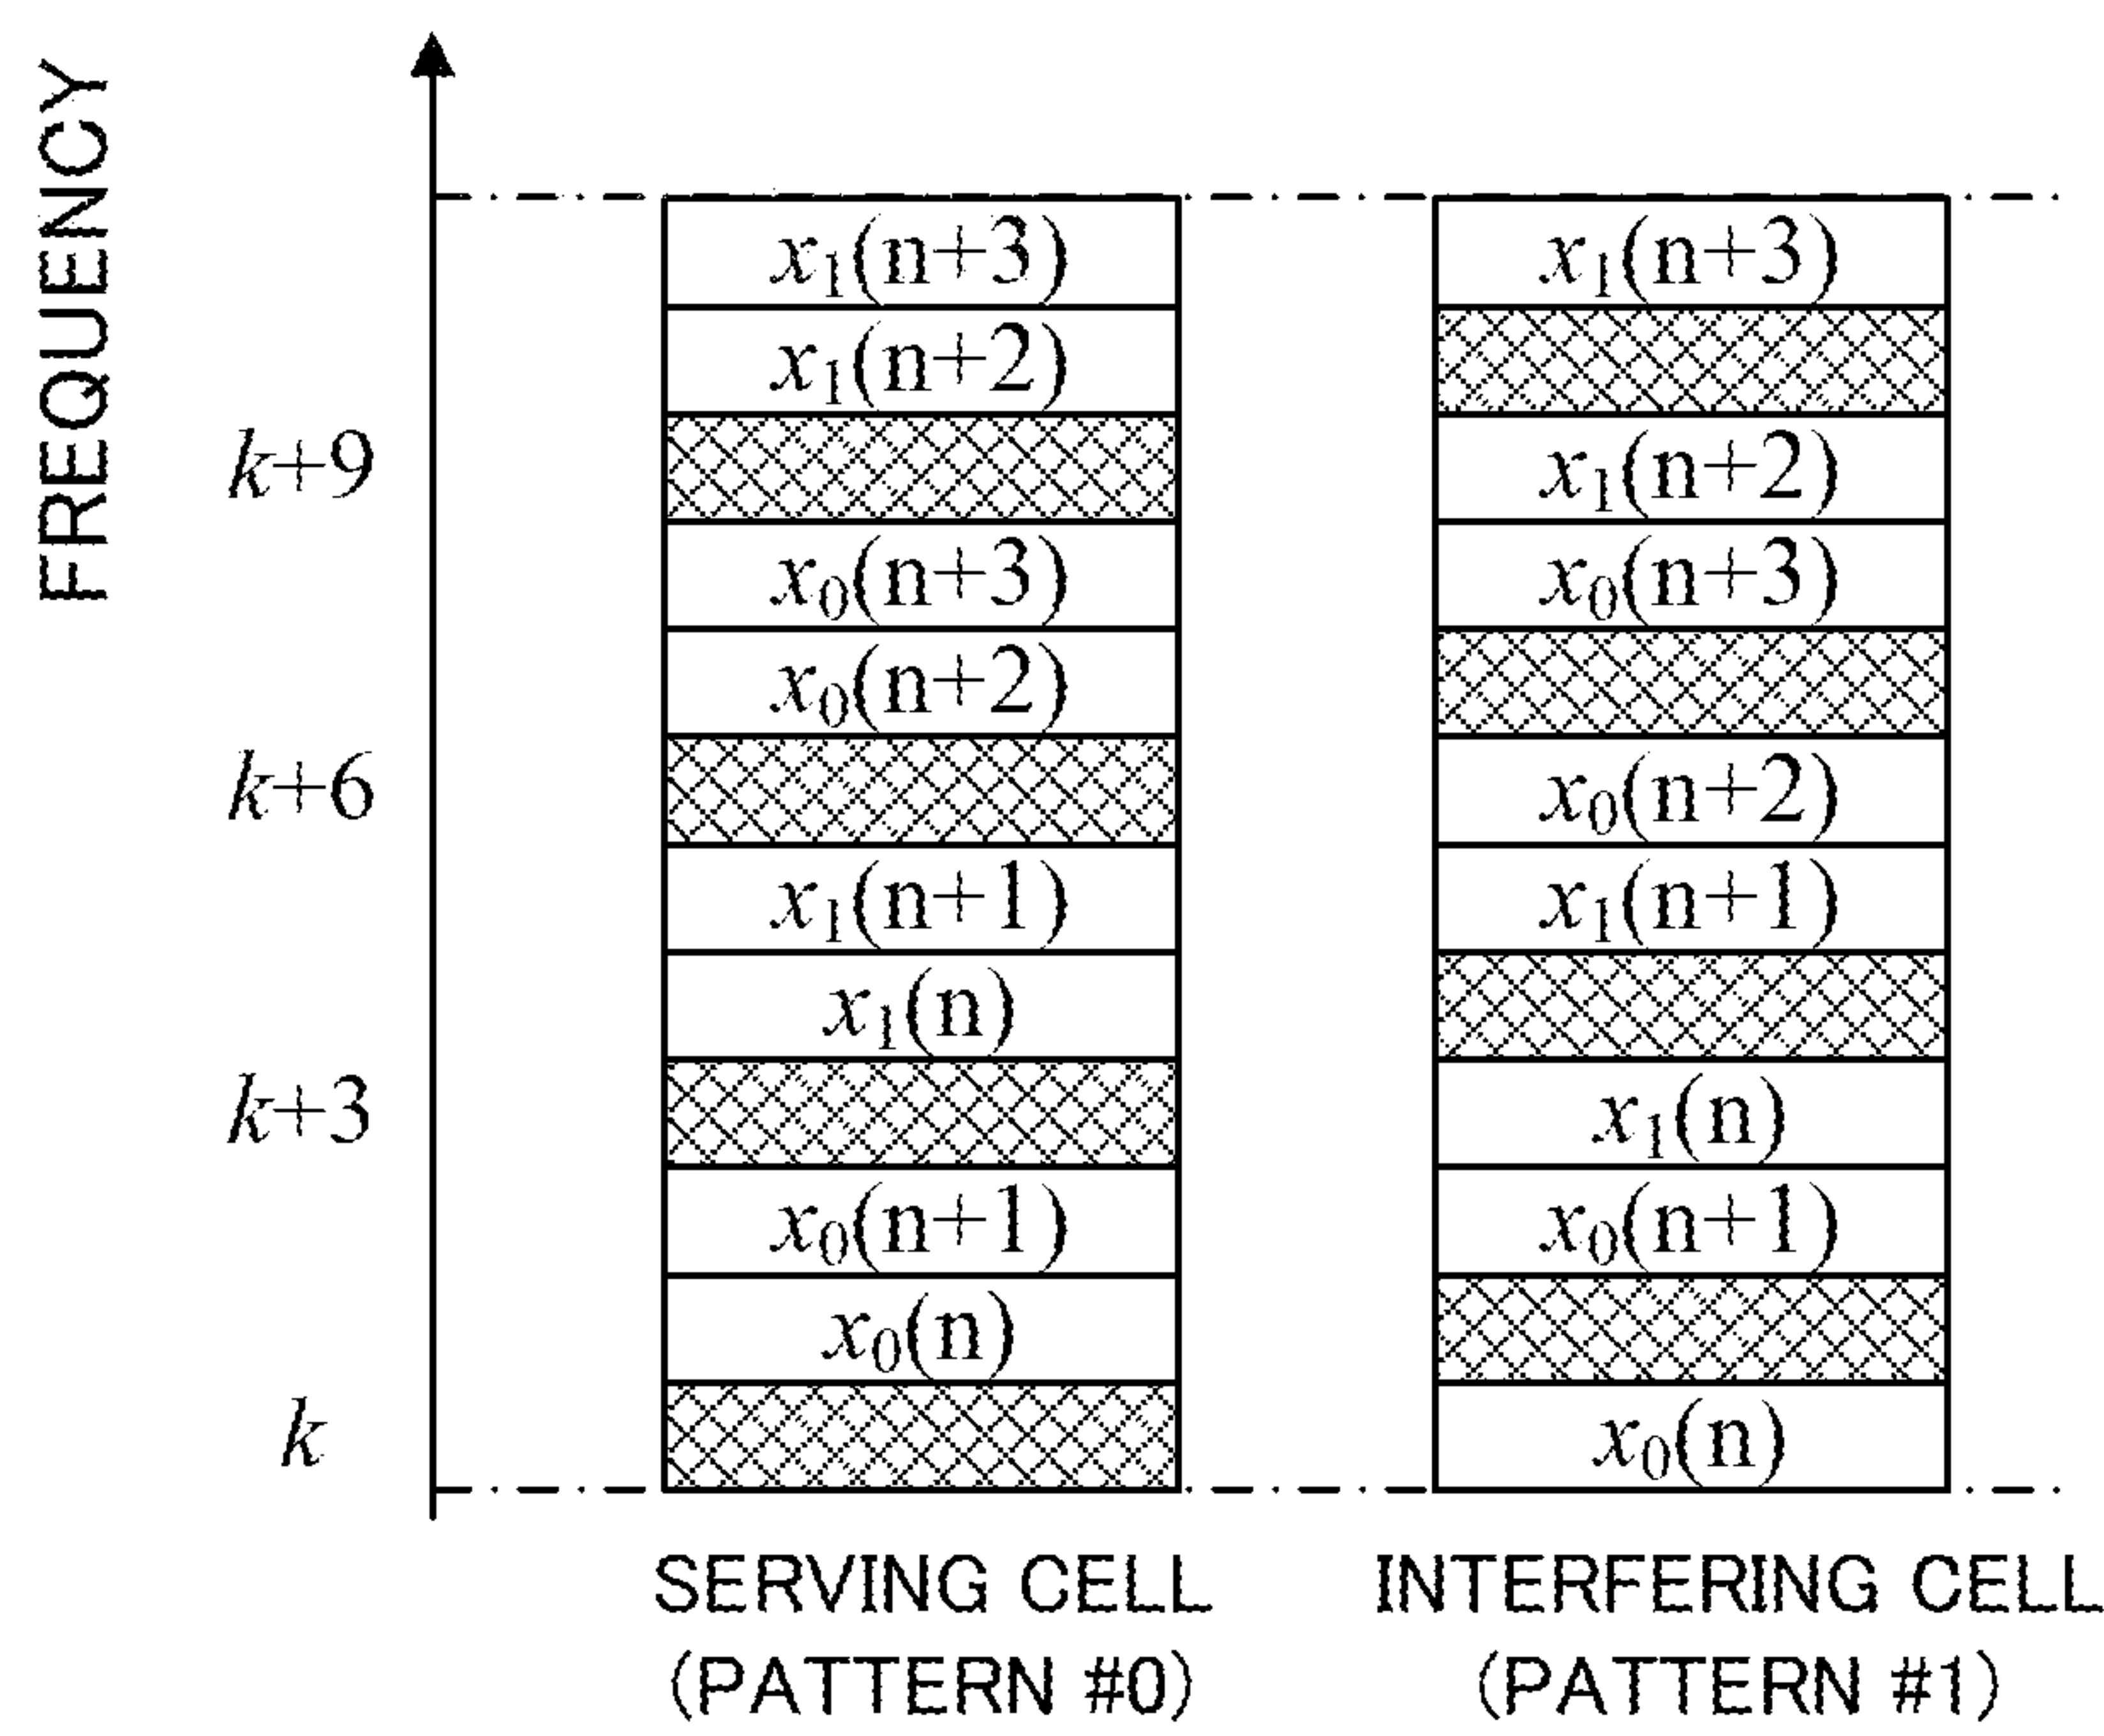 FREQUENCY
k+9
k+6
k+3
k
x₁(n+3)
x₁(n+2)
x₀(n+3)
x₀(n+2)
x₁(n+1)
x₁(n)
x₀(n+1)
x₀(n)
SERVING CELL
(PATTERN #0)
x₁(n+3)
x₁(n+2)
x₀(n+3)
x₀(n+2)
x₁(n+1)
x₁(n)
x₀(n+1)
x₀(n)
INTERFERING CELL
(PATTERN #1)